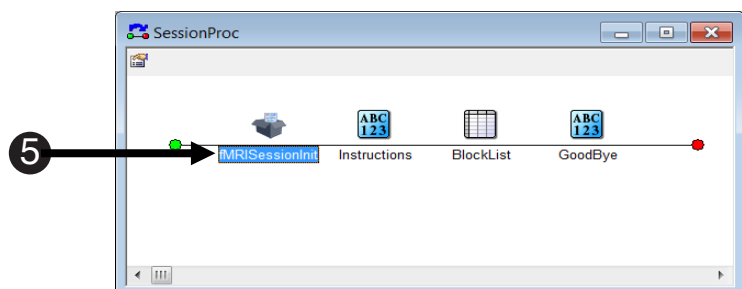 SessionProc
ABC
123
ABC
123
5
fMRISessionInit
Instructions
BlockList
GoodBye